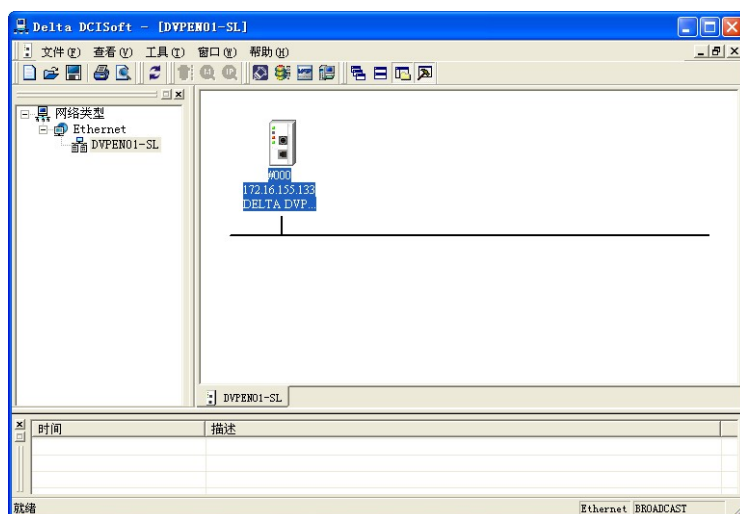 Delta DCISoft - [DVPEN01-SL]
文件(F) 查看(V) 工具(T) 窗口(W) 帮助(H)
网络类型
Ethernet
DVPEN01-SL
#000
172.16.155.133
DELTA DVP...
DVPEN01-SL
时间 描述
就绪 Ethernet BROADCAST